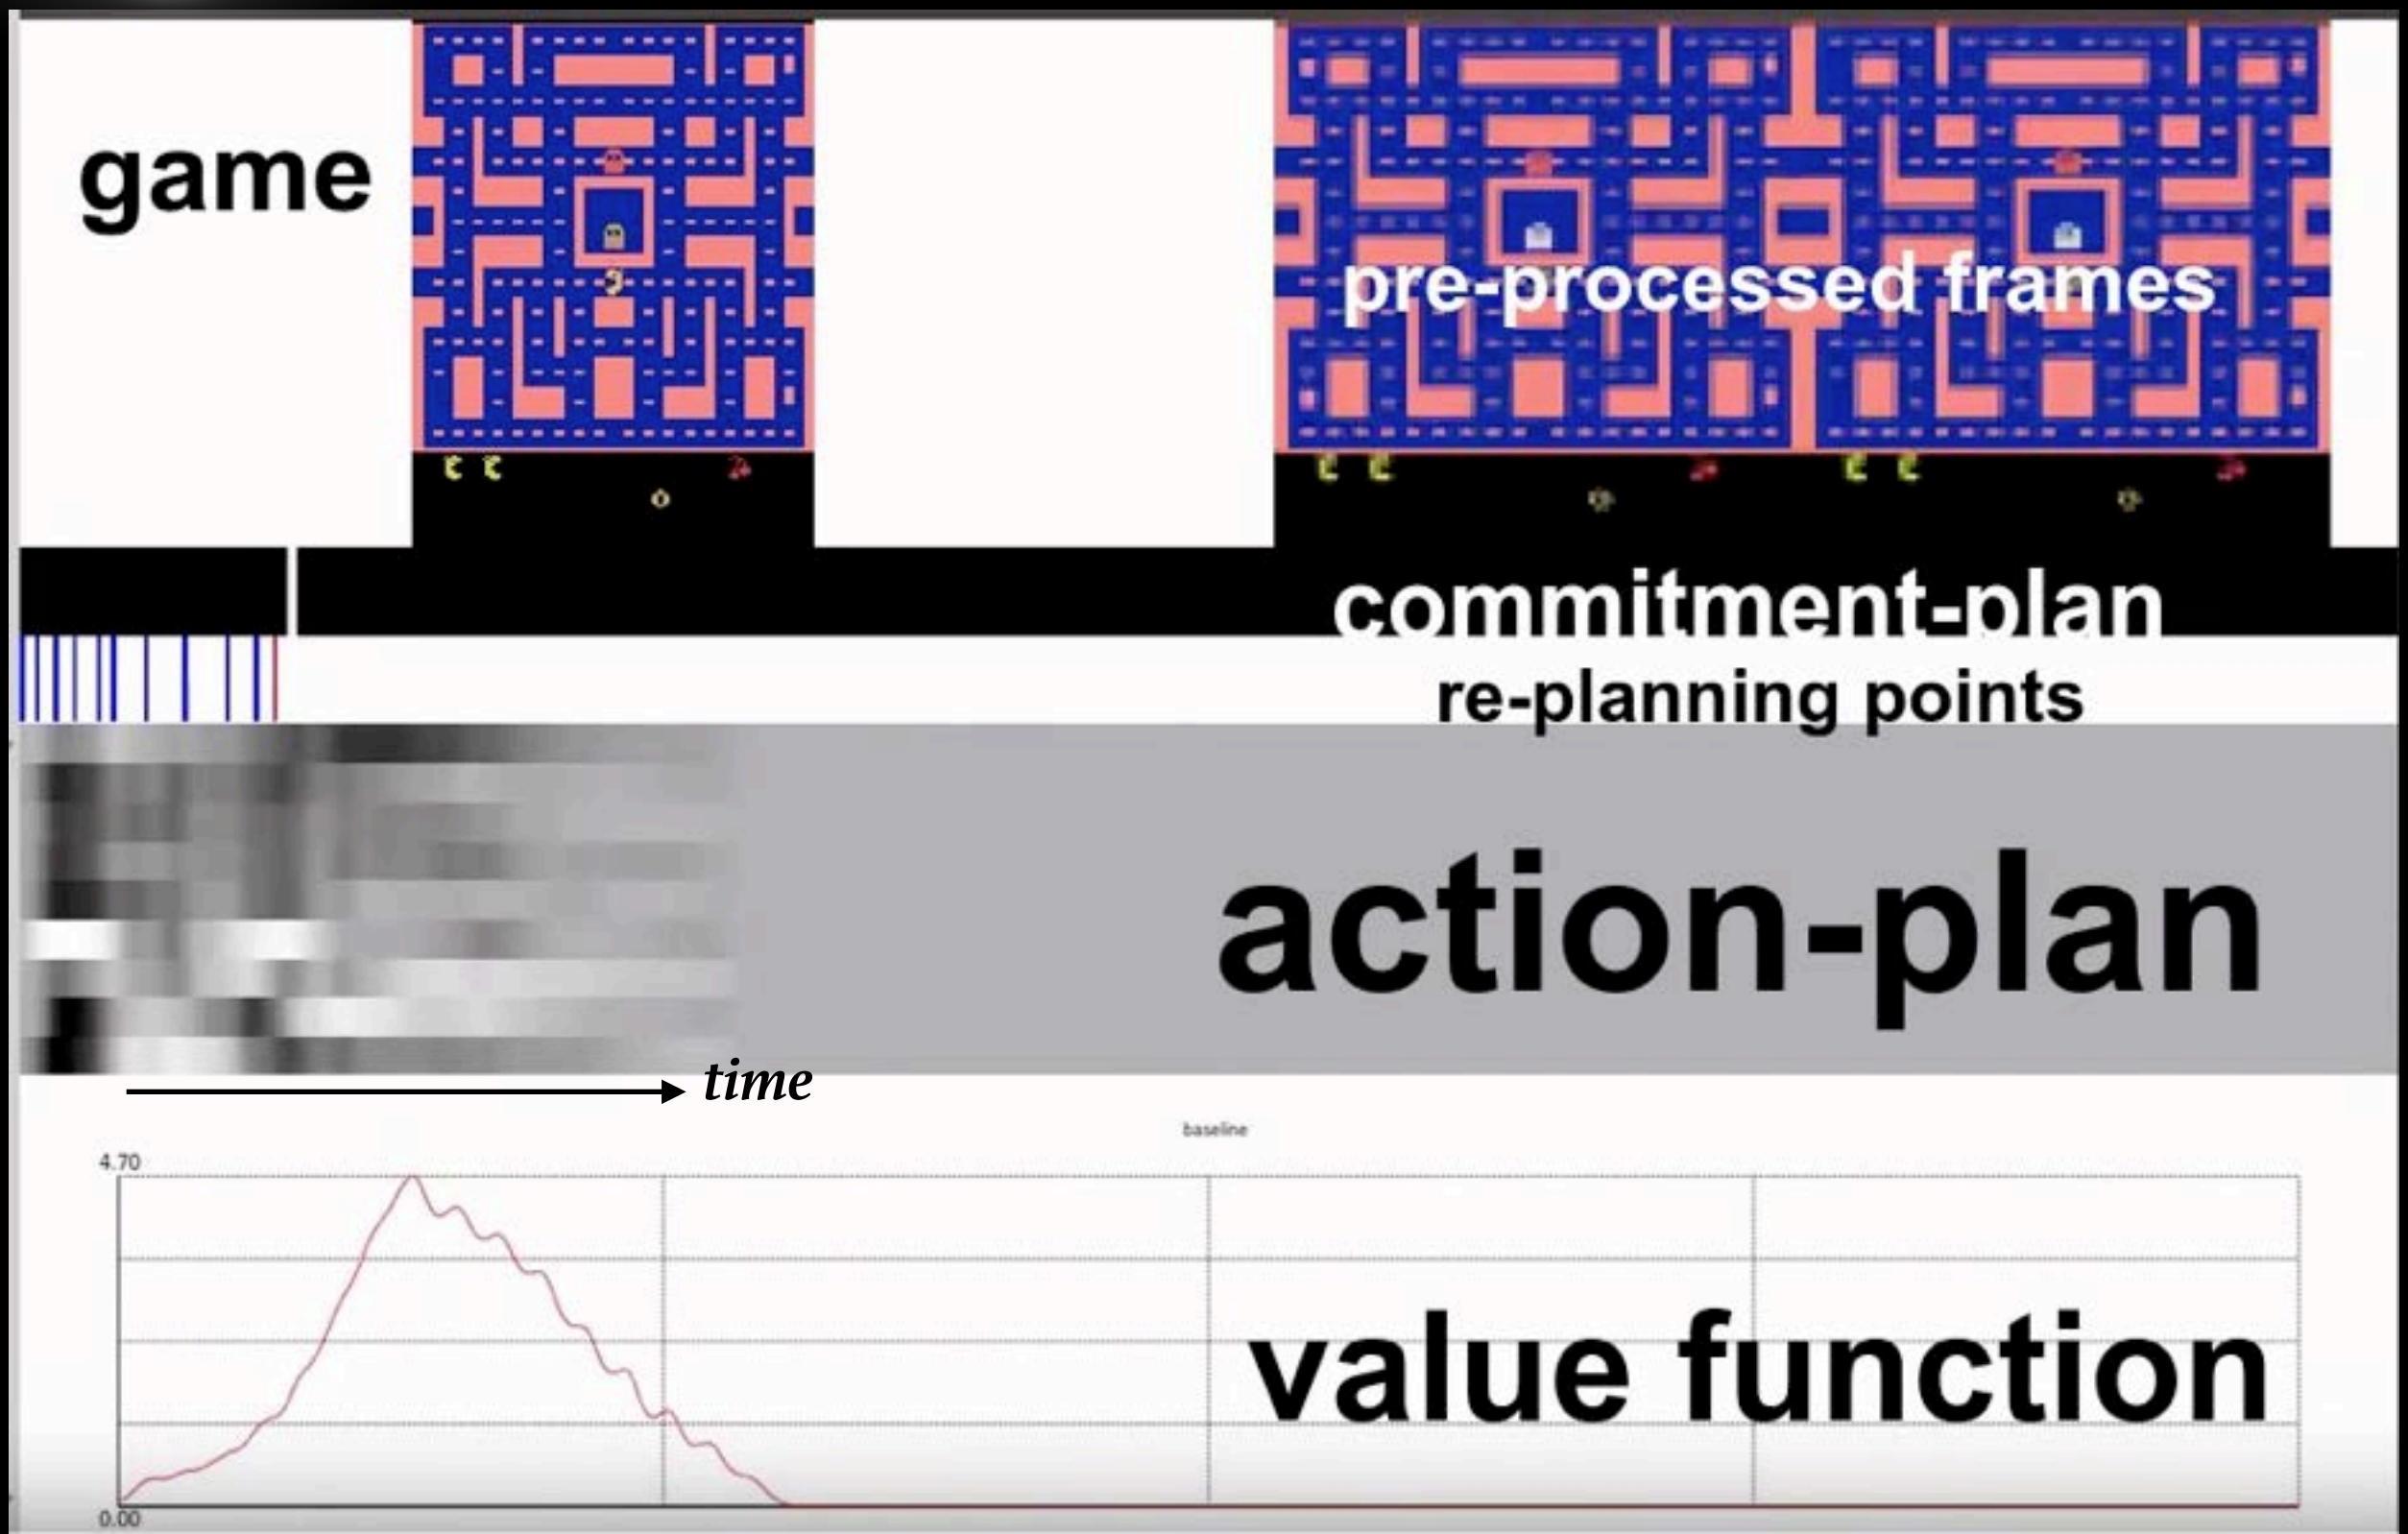 game
pre-processed frames
0
commitment-plan
re-planning points
action-plan
time
baseline
4.70
value function
0.00